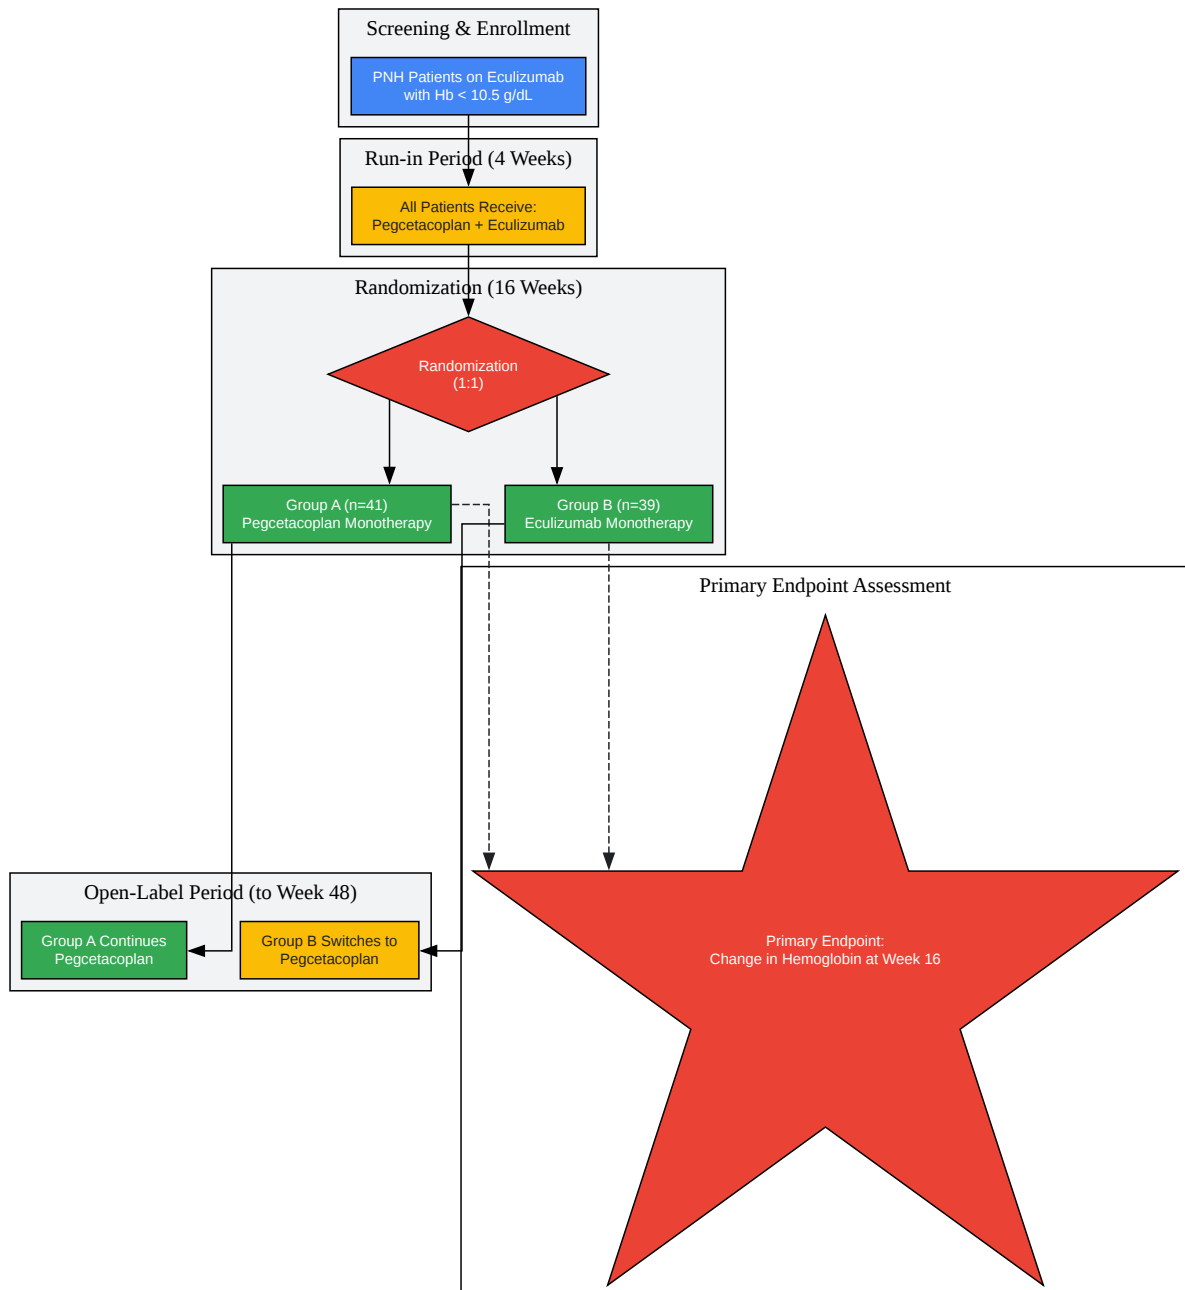 Screening & Enrollment
PNH Patients on Eculizumab
with Hb < 10.5 g/dL
Run-in Period (4 Weeks)
All Patients Receive:
Pegcetacoplan + Eculizumab
Randomization (16 Weeks)
Randomization
(1:1)
Group A (n=41)
Pegcetacoplan Monotherapy
Group B (n=39)
Eculizumab Monotherapy
Primary Endpoint Assessment
Open-Label Period (to Week 48)
Group A Continues
Pegcetacoplan
Group B Switches to
Pegcetacoplan
Primary Endpoint:
Change in Hemoglobin at Week 16